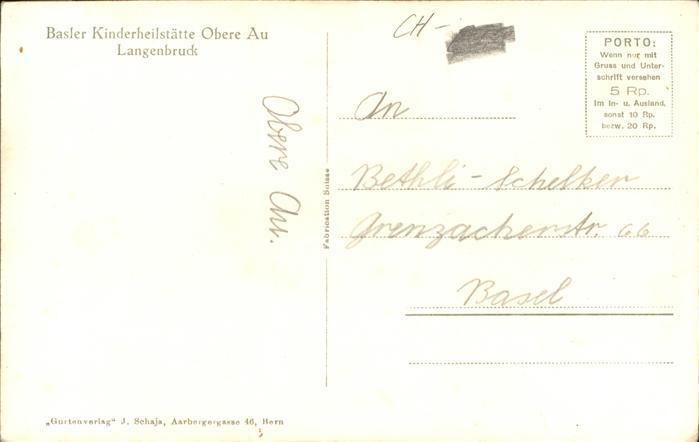 Basler Kinderheilstätte Obere Au
Langenbruck
Obere Au.
CH-
PORTO:
Wenn nur mit
Gruss und Unter-
schrift versehen
5 Rp.
im In- u. Ausland,
sonst 10 Rp.
bezw. 20 Rp.
An
Bethli-Schelker
Grenzacherstr. 66
Basel
Fabrication Suisse
„Gurtenverlag“ J. Schaja, Aarbergergasse 46, Bern